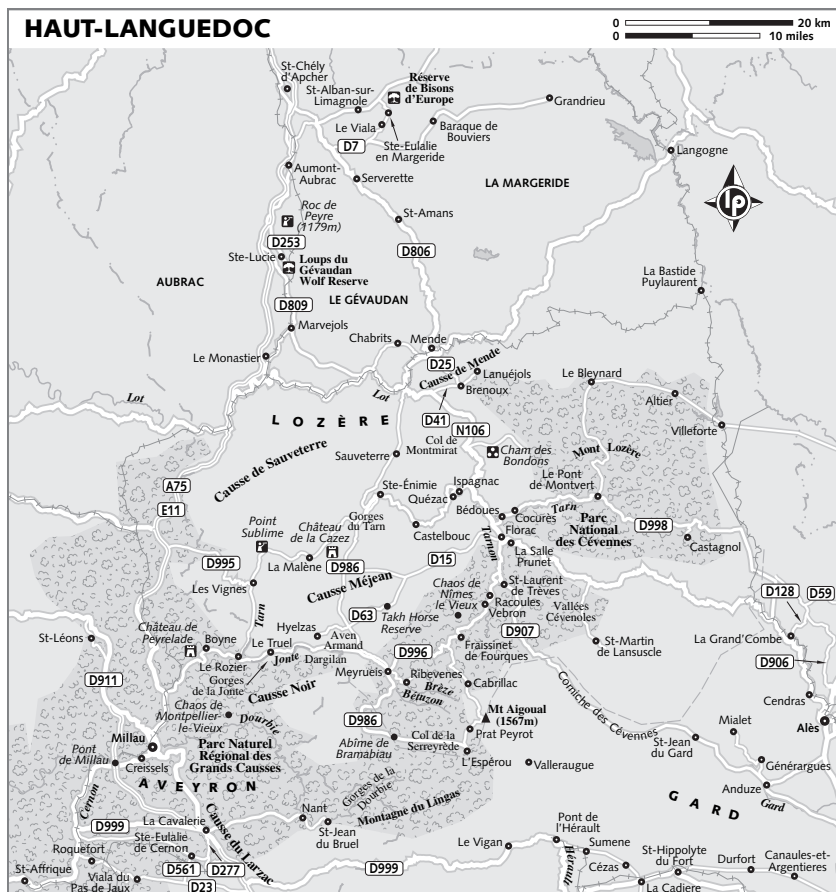 HAUT-LANGUEDOC
0 20 km
0 10 miles
St-Chély
d'Apcher
St-Alban-sur-
Limagnole
Réserve
de Bisons
d'Europe
Grandrieu
Le Viala
Baraque de
Bouviers
D7
Ste-Eulalie
en Margeride
Langogne
Aumont-
Aubrac
Serverette
LA MARGERIDE
lp
Roc de
Peyre
(1179m)
St-Amans
D253
D806
Ste-Lucie
Loups du
Gévaudan
Wolf Reserve
AUBRAC
La Bastide
Puylaurent
LE GÉVAUDAN
D809
Marvejols
Chabrits
Mende
Le Monastier
D25
Causse de Mende
Lanuéjols
Le Bleynard
Brenoux
Lot
Lot
Altier
LOZÈRE
D41
N106
Villefort
Col de
Montmirat
Cham des
Bondons
Mont Lozère
Causse de Sauveterre
Sauveterre
A75
Ste-Énimie
Ispagnac
Quézac
Le Pont
de Montvert
E11
Gorges
du Tarn
Bédoues
Tarn
Cocurès
Parc
National
des Cévennes
D998
Point
Sublime
Château
de la Cazez
Castelbouc
Tarnon
Florac
La Salle
Prunet
Castagnol
D995
La Malène
D986
D15
Les Vignes
Causse Méjean
Chaos de
Nîmes
le Vieux
St-Laurent
de Trèves
D128
D59
Tarn
D63
Takh Horse
Reserve
Racoules
Vebron
Vallées
Cévenoles
St-Léons
Château de
Peyrelade
Boyne
Hyelzas
Aven
Armand
D907
St-Martin
de Lansuscle
La Grand'Combe
Le Truel
D996
Fraissinet
de Fourques
D911
Le Rozier
Jonte
Dargilan
D906
Gorges
de la Jonte
Meyrueis
Ribevenes
Brèze
Cabrillac
Causse Noir
Bétuzon
Cendras
Chaos de
Montpellier-
le-Vieux
Dourbie
Mt Aigoual
(1567m)
Corniche des Cévennes
D986
Mialet
Alès
Millau
Parc Naturel
Régional des
Grands Causses
Abîme de
Bramabiau
Col de la
Serreyrède
Prat Peyrot
St-Jean
du Gard
Pont
de Millau
Creissels
L'Espérou
Valleraugue
Générargues
AVEYRON
Gorges de la
Dourbie
Anduze
Cernon
Montagne du Lingas
GARD
Gard
Nant
La Cavalerie
Causse du Larzac
St-Jean
du Bruel
Pont de
l'Hérault
D999
Ste-Eulalie
de Cernon
Roquefort
Le Vigan
Sumene
St-Hippolyte
du Fort
Durfort
Canaules-et-
Argentieres
St-Affrique
D999
Hérault
Cézas
Viala du
Pas de Jaux
D561
D277
D23
La Cadiere